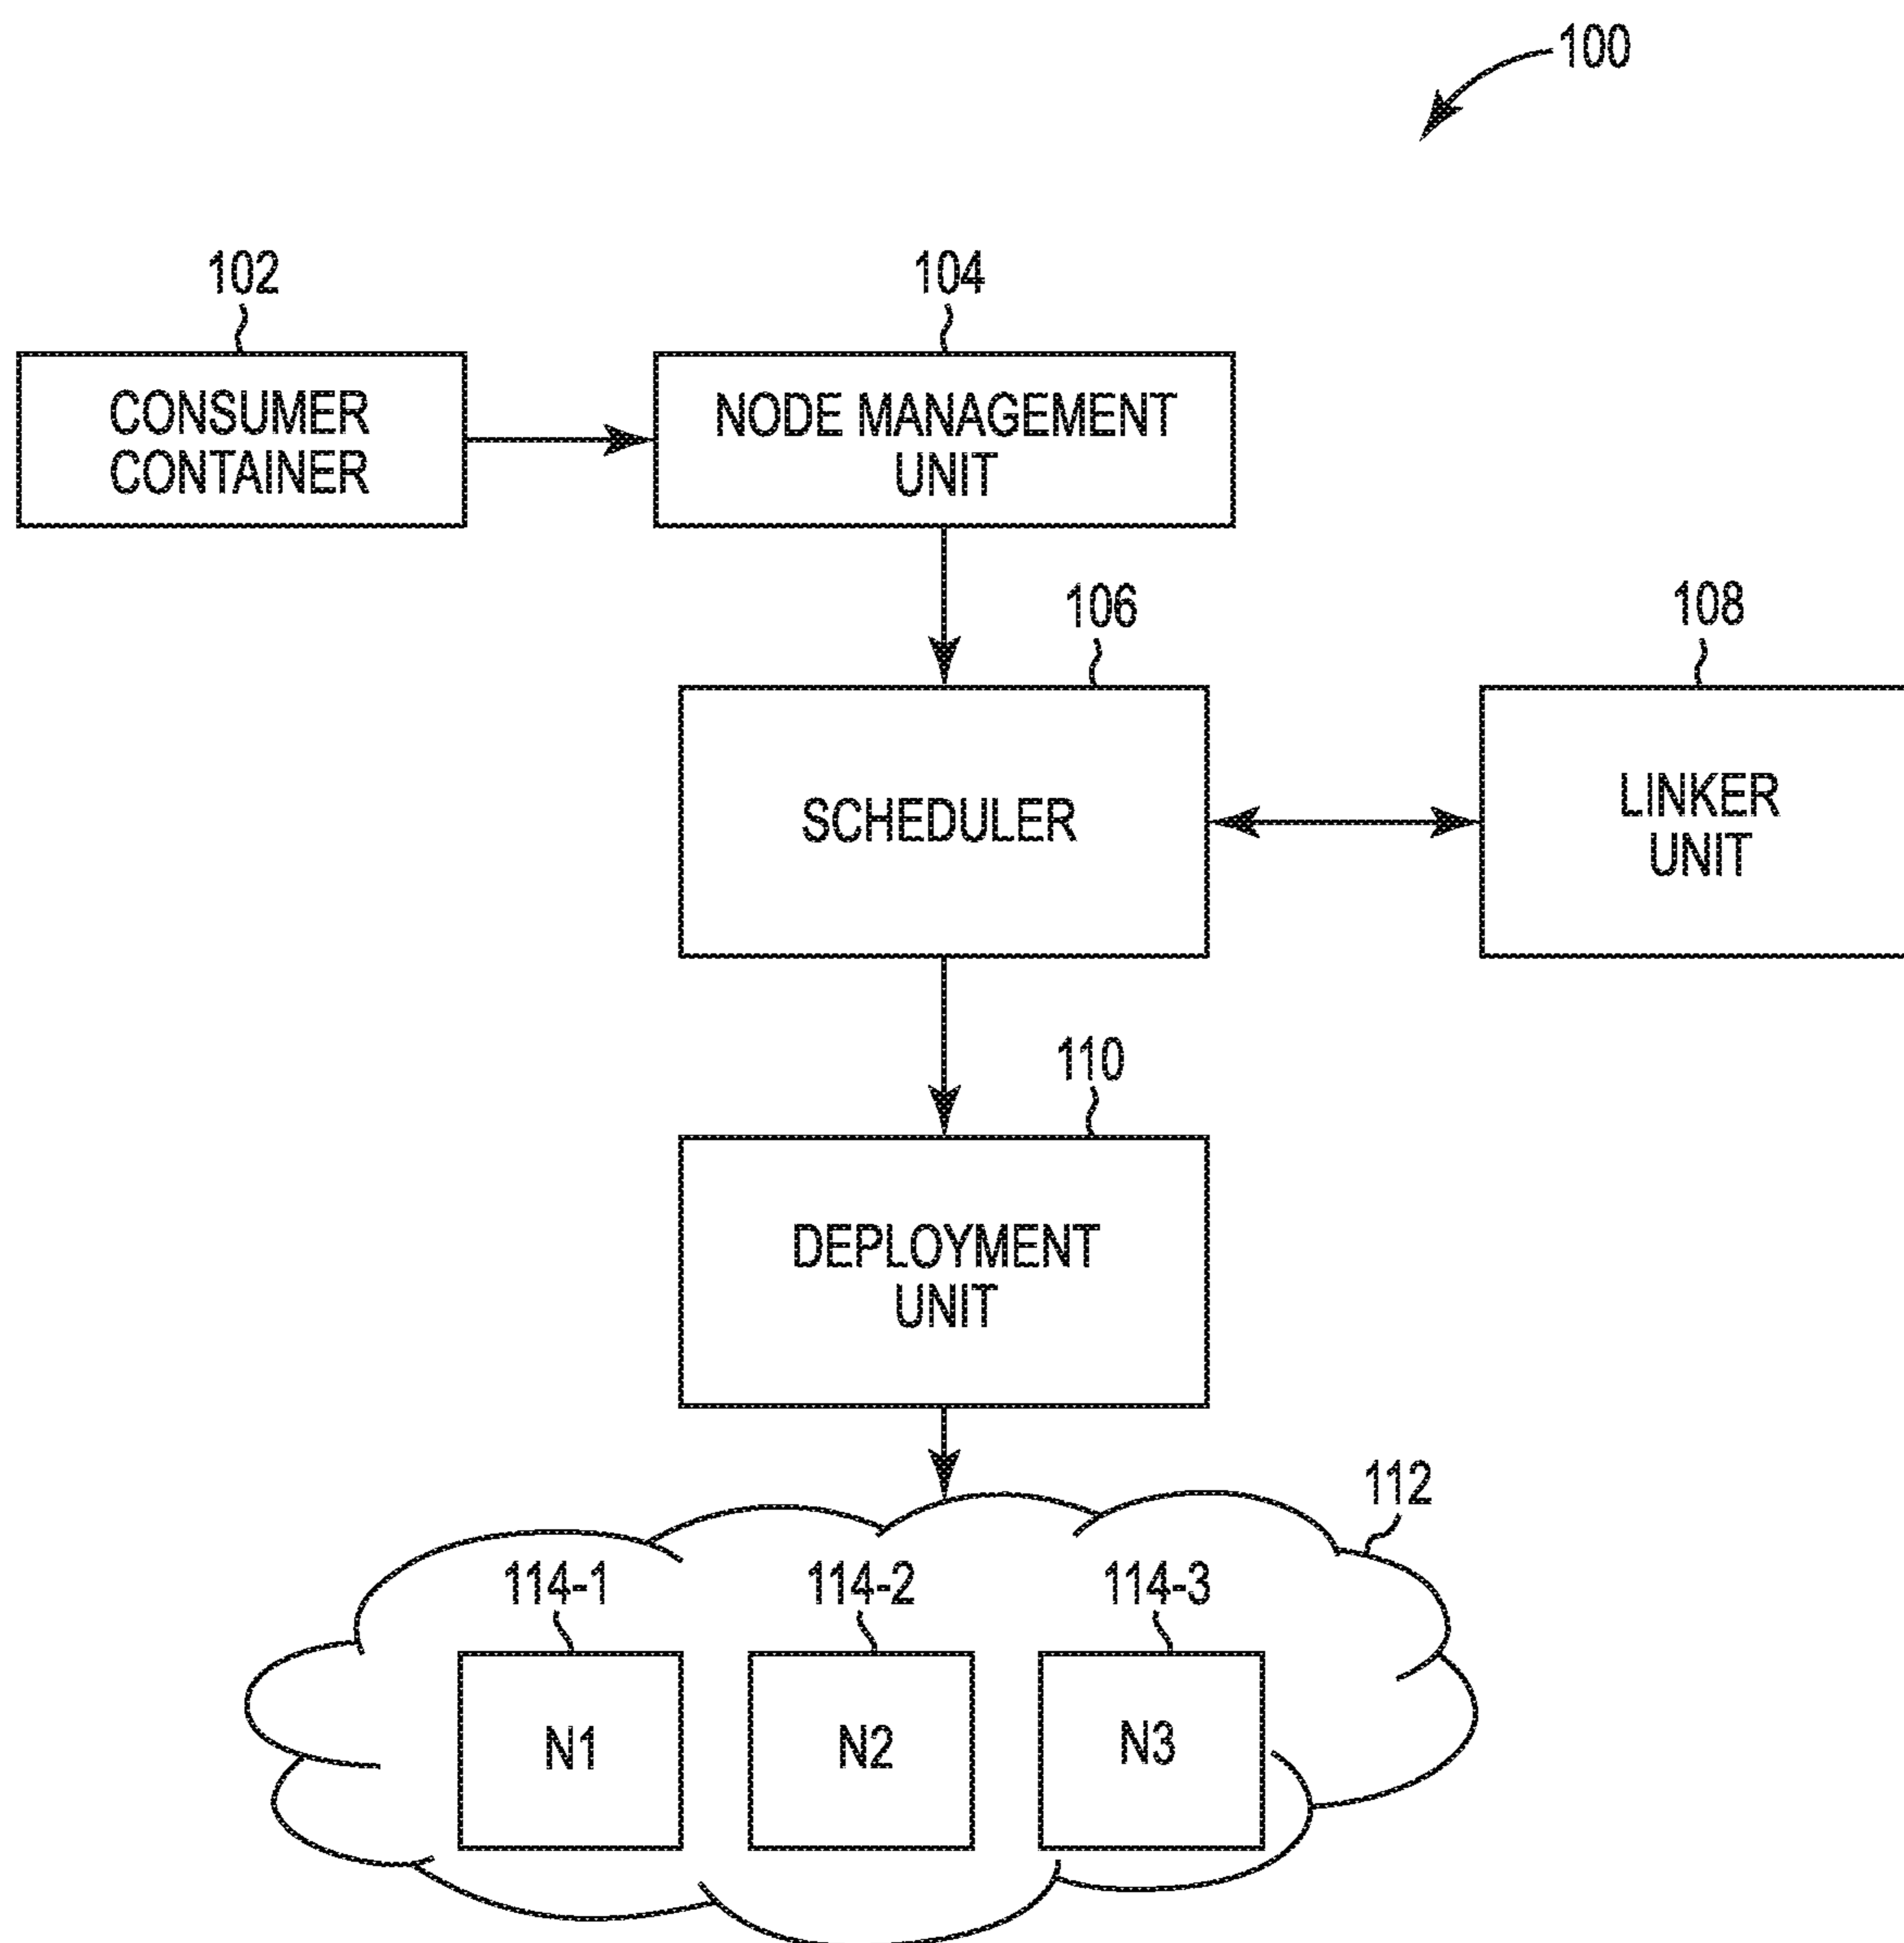 100
102
104
CONSUMER
CONTAINER
NODE MANAGEMENT
UNIT
106
108
SCHEDULER
LINKER
UNIT
110
DEPLOYMENT
UNIT
112
114-1
114-2
114-3
N1
N2
N3